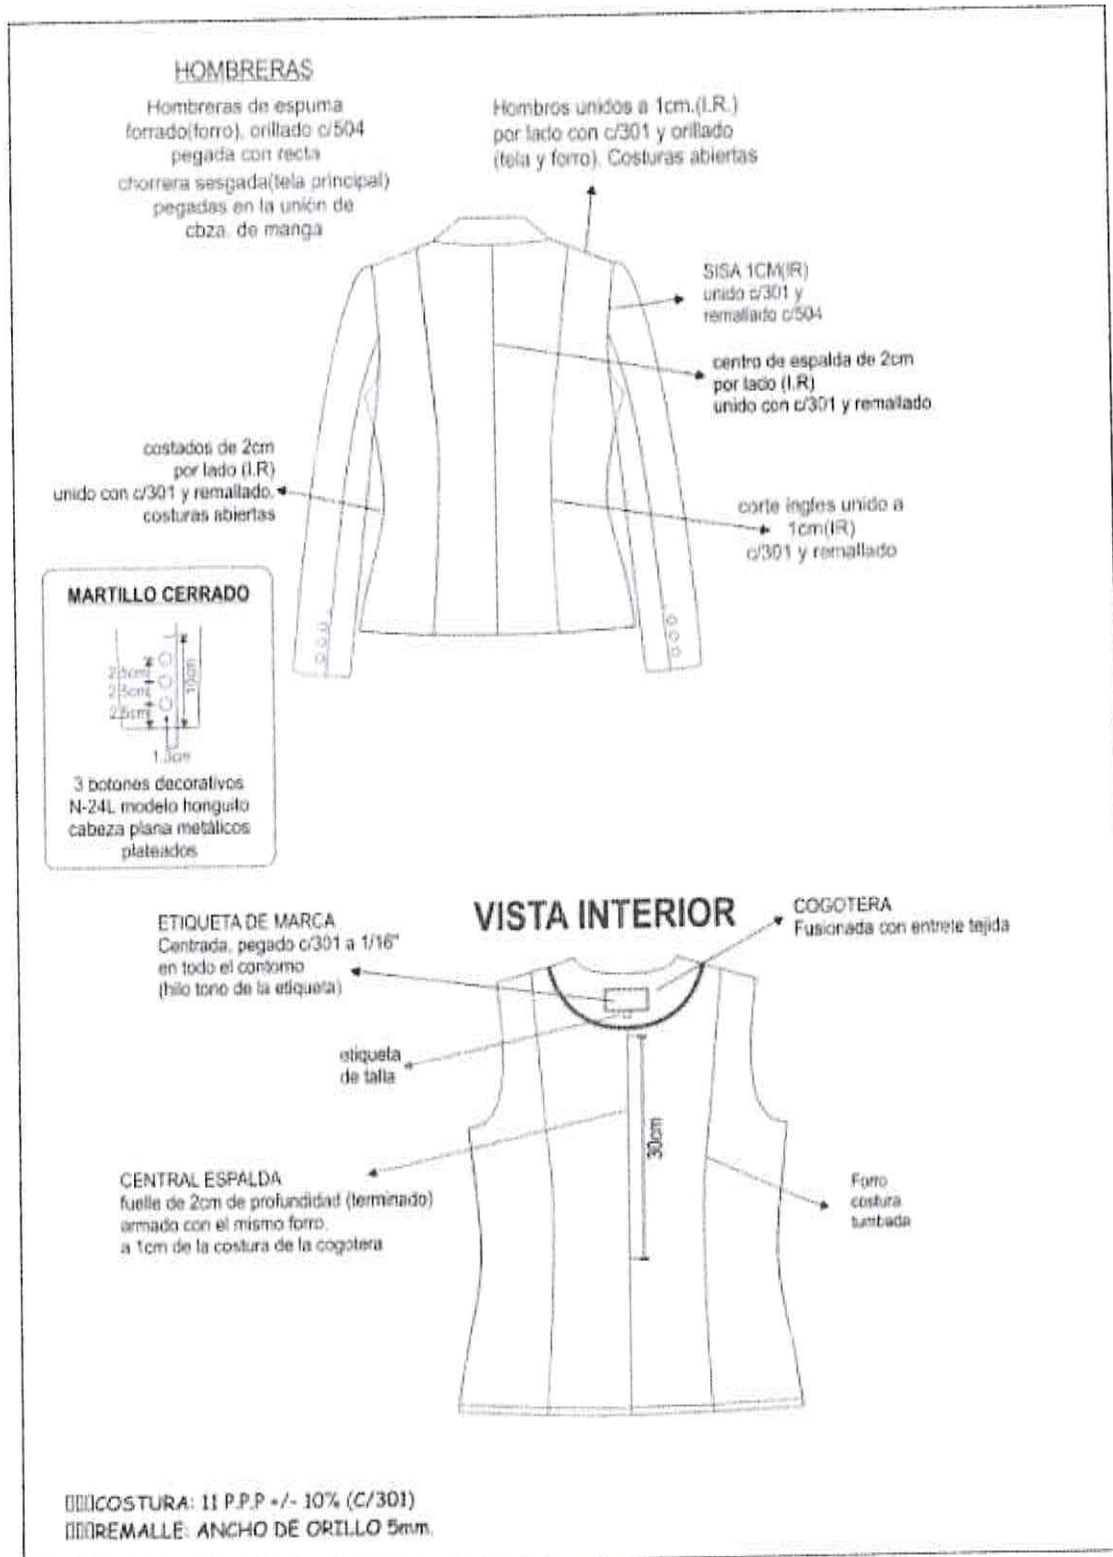 HOMBRERAS
Hombreras de espuma
forrado(forro), orillado c/504
pegada con recta
chorrera sesgada(tela principal)
pegadas en la unión de
cbza. de manga
Hombros unidos a 1cm.(I.R.)
por lado con c/301 y orillado
(tela y forro). Costuras abiertas
SISA 1CM(IR)
unido c/301 y
remallado c/504
centro de espalda de 2cm
por lado (I.R)
unido con c/301 y remallado
costados de 2cm
por lado (I.R)
unido con c/301 y remallado.
costuras abiertas
corte ingles unido a
1cm(IR)
c/301 y remallado
MARTILLO CERRADO
2.5cm
2.5cm
2.5cm
10cm
3 botones decorativos
N-24L modelo honguito
cabeza plana metálicos
plateados
VISTA INTERIOR
ETIQUETA DE MARCA
Centrada, pegado c/301 a 1/16"
en todo el contorno
(hilo tono de la etiqueta)
COGOTERA
Fusionada con entrete tejida
etiqueta
de talla
30cm
CENTRAL ESPALDA
fuelle de 2cm de profundidad (terminado)
armado con el mismo forro.
a 1cm de la costura de la cogotera
Forro
costura
tumbada
COSTURA: 11 P.P.P +/- 10% (C/301)
REMALLE: ANCHO DE ORILLO 5mm.